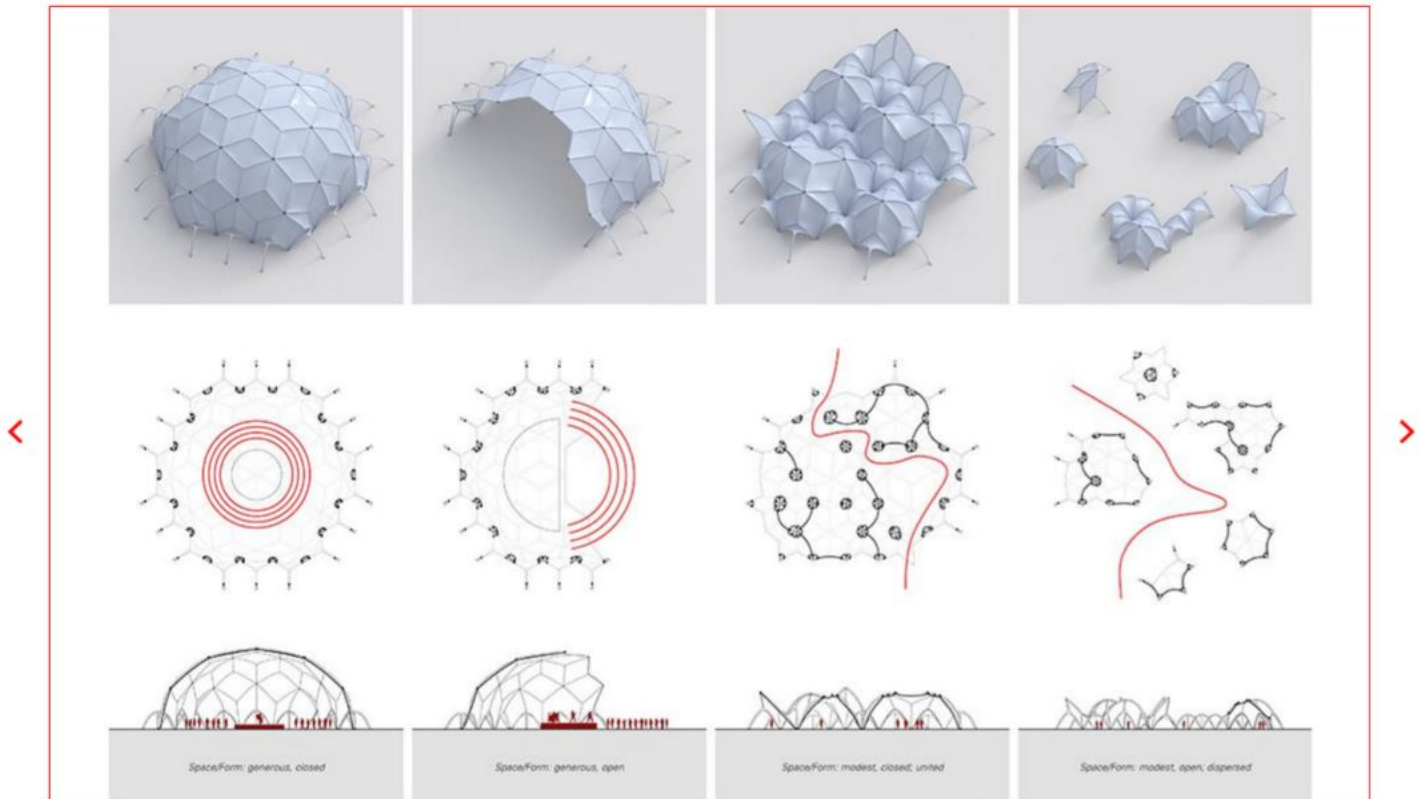 Space/Form: generous, closed
Space/Form: generous, open
Space/Form: modest, closed; united
Space/Form: modest, open; dispersed